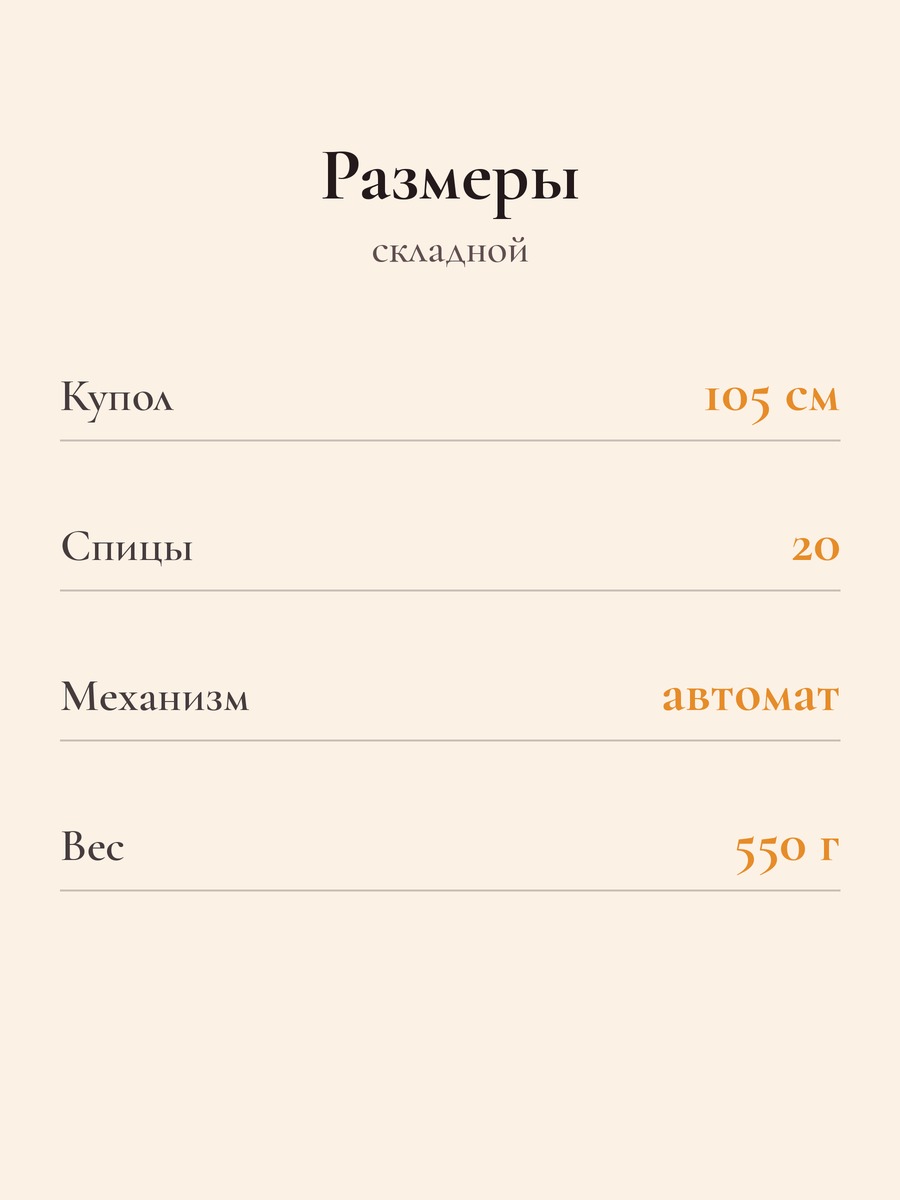 Размеры
складной
Купол 105 см
Спицы 20
Механизм автомат
Вес 550 г